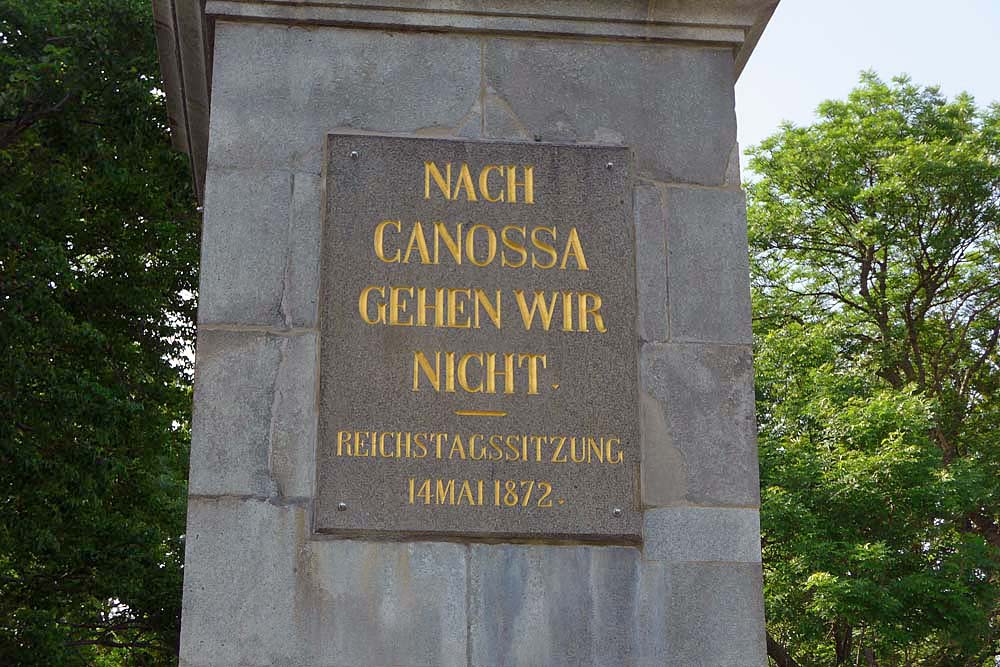 NACH
CANOSSA
GEHEN WIR
NICHT.
REICHSTAGSSITZUNG
14 MAI 1872.